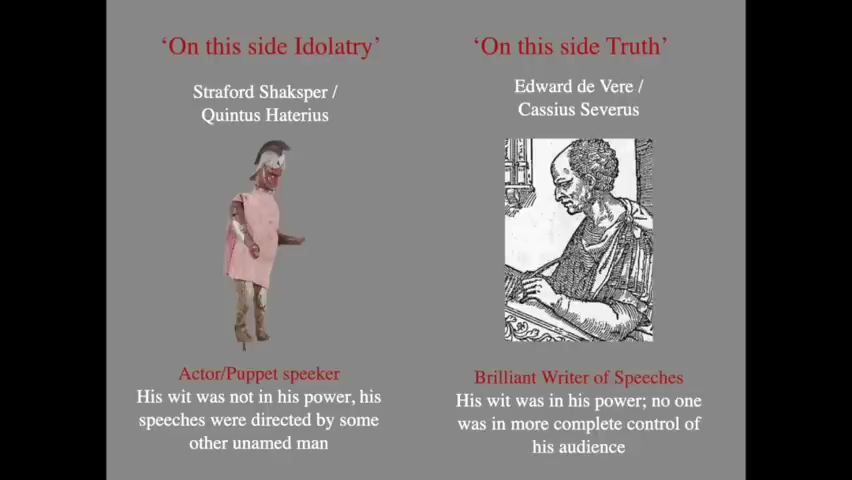 ‘On this side Idolatry’
Straford Shaksper /
Quintus Haterius
Actor/Puppet speeker
His wit was not in his power, his
speeches were directed by some
other unamed man
‘On this side Truth’
Edward de Vere /
Cassius Severus
Brilliant Writer of Speeches
His wit was in his power; no one
was in more complete control of
his audience